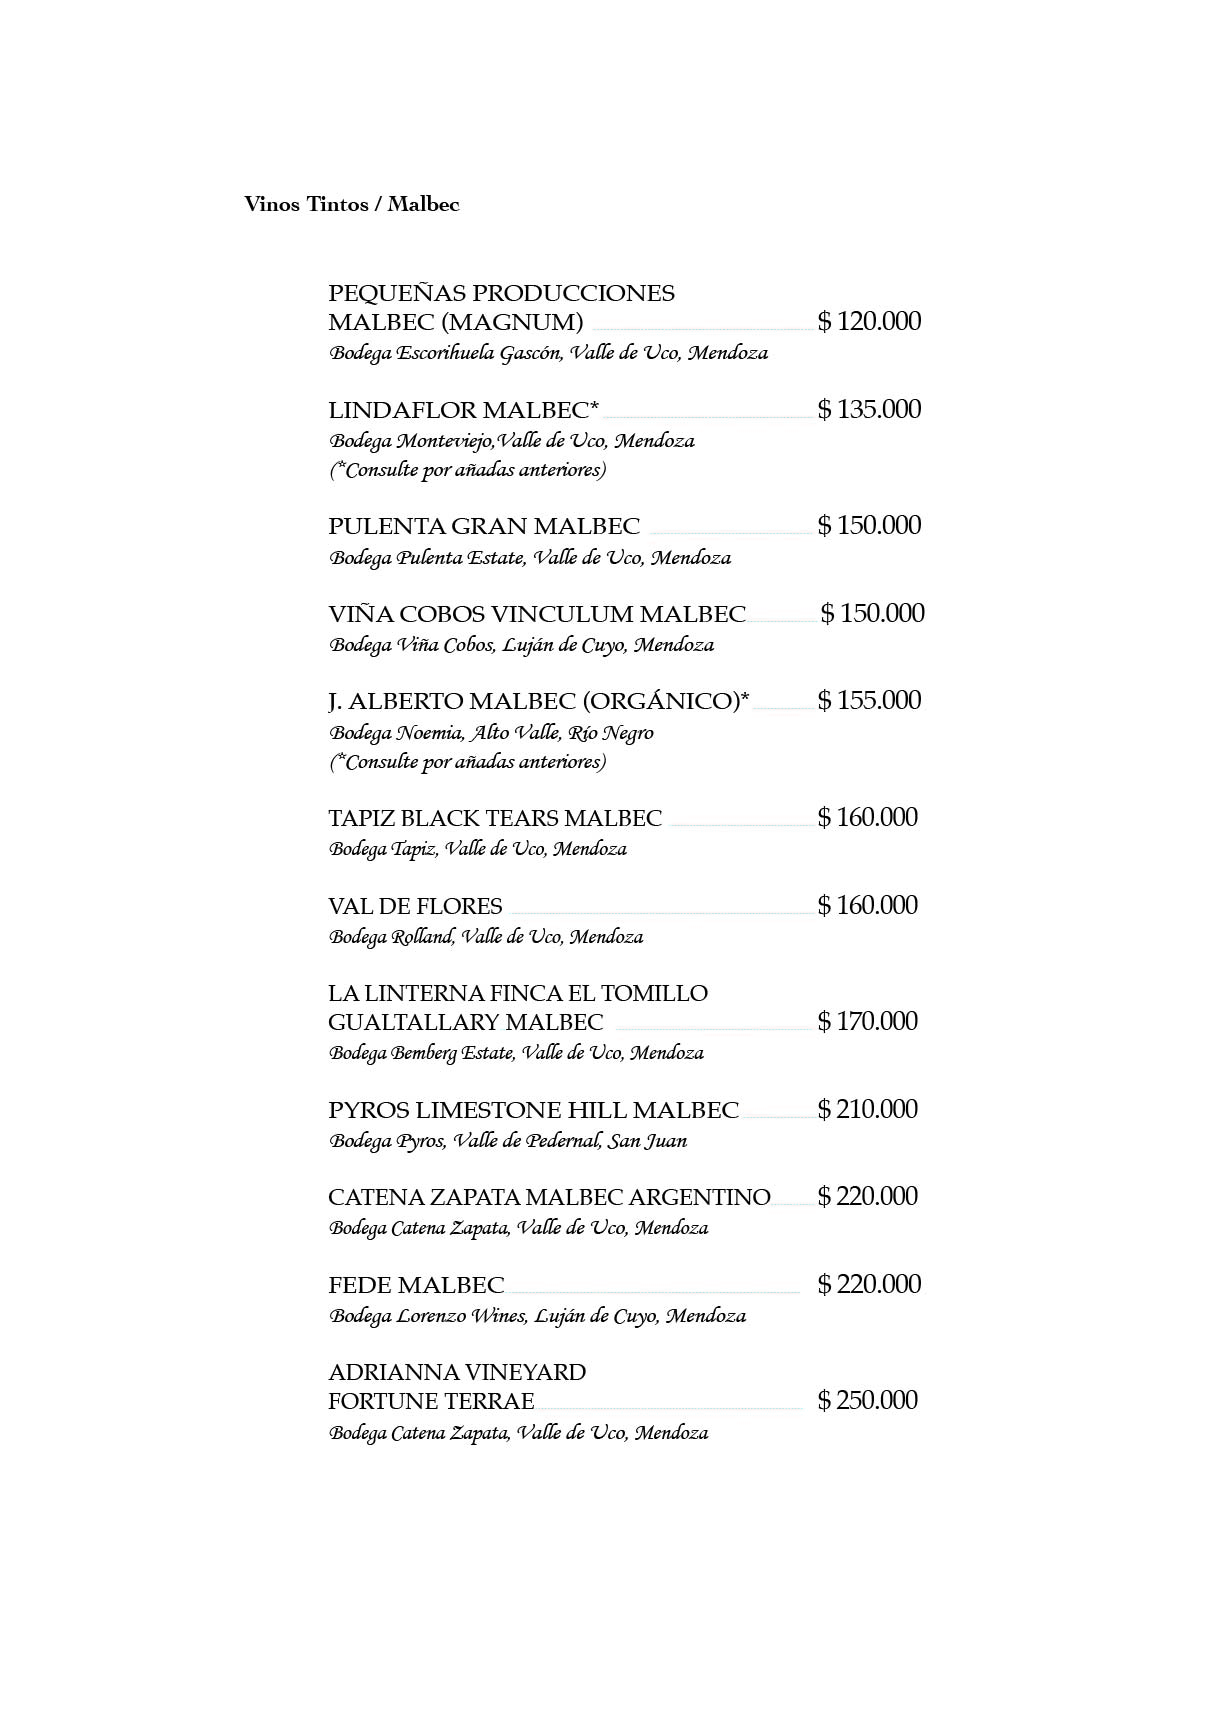 Vinos Tintos / Malbec
PEQUEÑAS PRODUCCIONES
MALBEC (MAGNUM) $ 120.000
Bodega Escorihuela Gascón, Valle de Uco, Mendoza
LINDAFLOR MALBEC* $ 135.000
Bodega Monteviejo,Valle de Uco, Mendoza
(*Consulte por añadas anteriores)
PULENTA GRAN MALBEC $ 150.000
Bodega Pulenta Estate, Valle de Uco, Mendoza
VIÑA COBOS VINCULUM MALBEC $ 150.000
Bodega Viña Cobos, Luján de Cuyo, Mendoza
J. ALBERTO MALBEC (ORGÁNICO)* $ 155.000
Bodega Noemia, Alto Valle, Río Negro
(*Consulte por añadas anteriores)
TAPIZ BLACK TEARS MALBEC $ 160.000
Bodega Tapiz, Valle de Uco, Mendoza
VAL DE FLORES $ 160.000
Bodega Rolland, Valle de Uco, Mendoza
LA LINTERNA FINCA EL TOMILLO
GUALTALLARY MALBEC $ 170.000
Bodega Bemberg Estate, Valle de Uco, Mendoza
PYROS LIMESTONE HILL MALBEC $ 210.000
Bodega Pyros, Valle de Pedernal, San Juan
CATENA ZAPATA MALBEC ARGENTINO $ 220.000
Bodega Catena Zapata, Valle de Uco, Mendoza
FEDE MALBEC $ 220.000
Bodega Lorenzo Wines, Luján de Cuyo, Mendoza
ADRIANNA VINEYARD
FORTUNE TERRAE $ 250.000
Bodega Catena Zapata, Valle de Uco, Mendoza